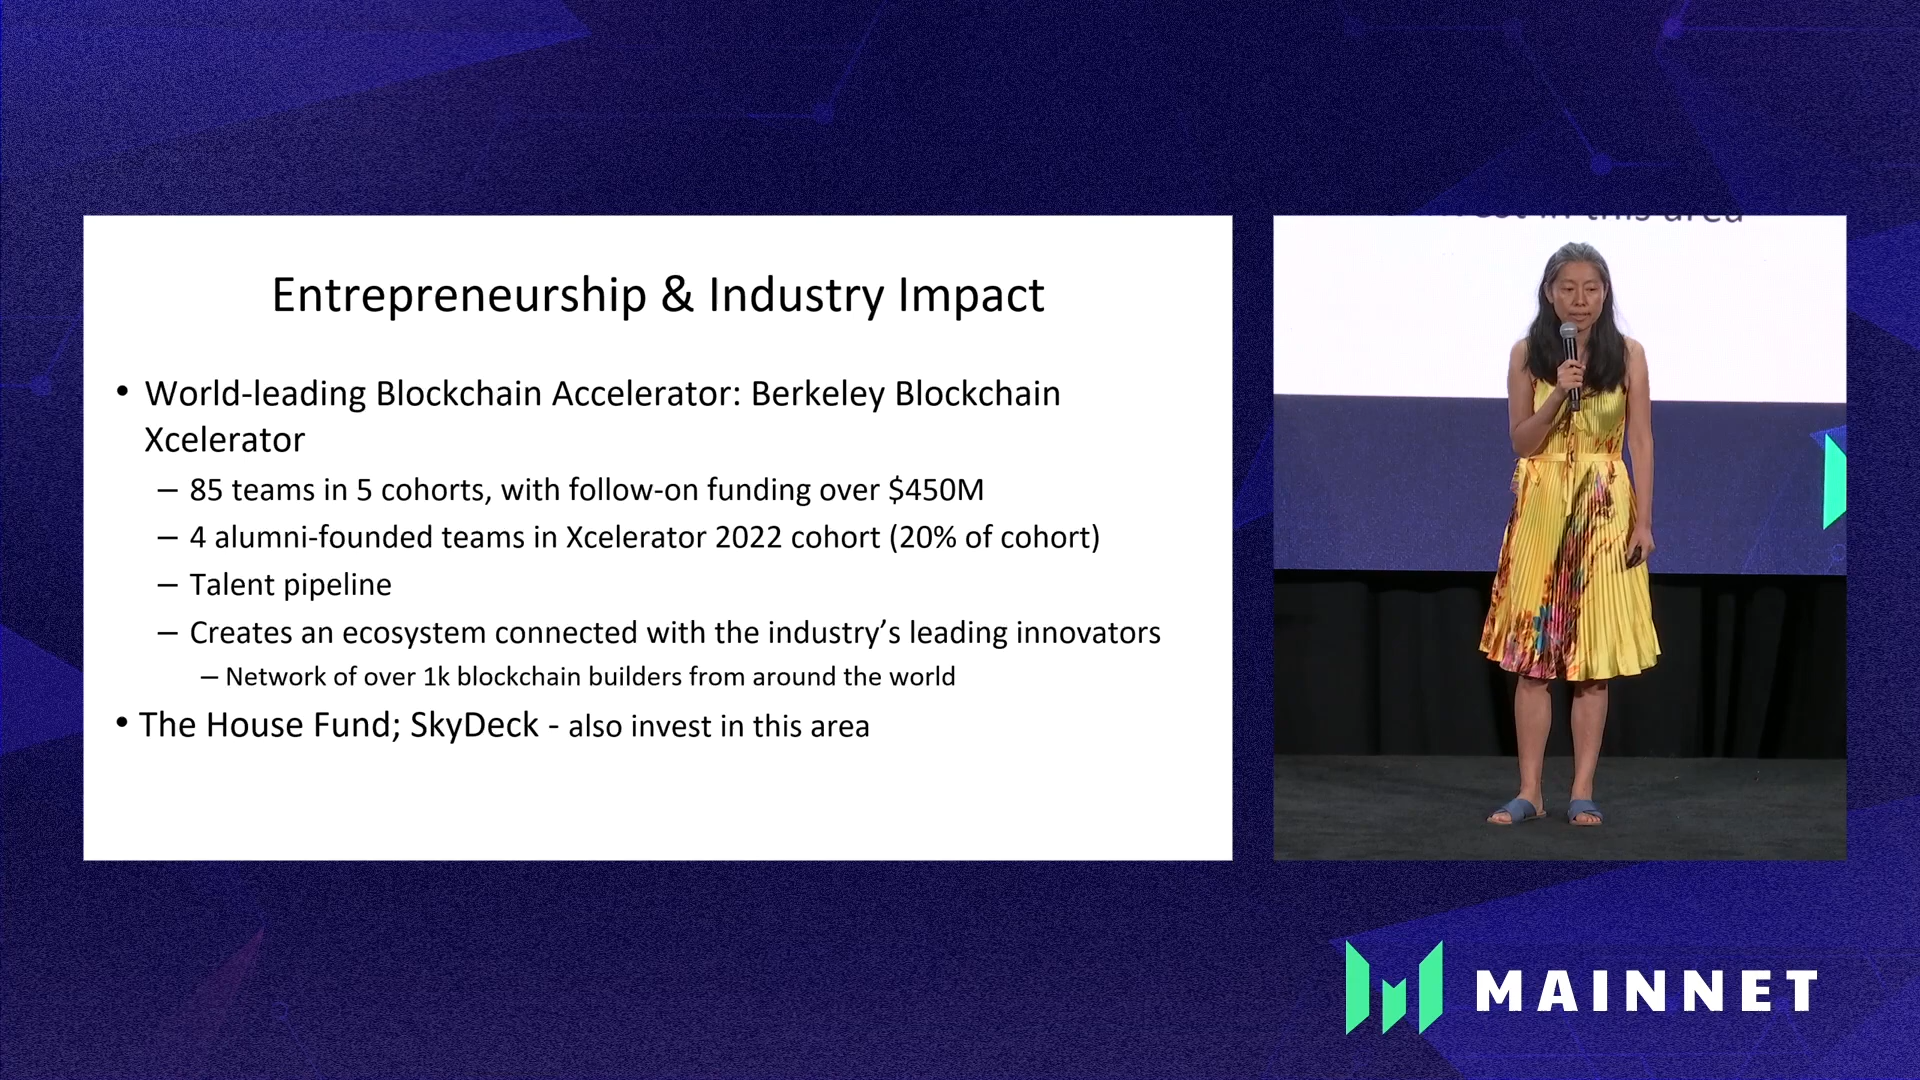 Entrepreneurship & Industry Impact
• World-leading Blockchain Accelerator: Berkeley Blockchain
Xcelerator
– 85 teams in 5 cohorts, with follow-on funding over $450M
– 4 alumni-founded teams in Xcelerator 2022 cohort (20% of cohort)
– Talent pipeline
– Creates an ecosystem connected with the industry’s leading innovators
– Network of over 1k blockchain builders from around the world
• The House Fund; SkyDeck - also invest in this area
in this area
MAINNET